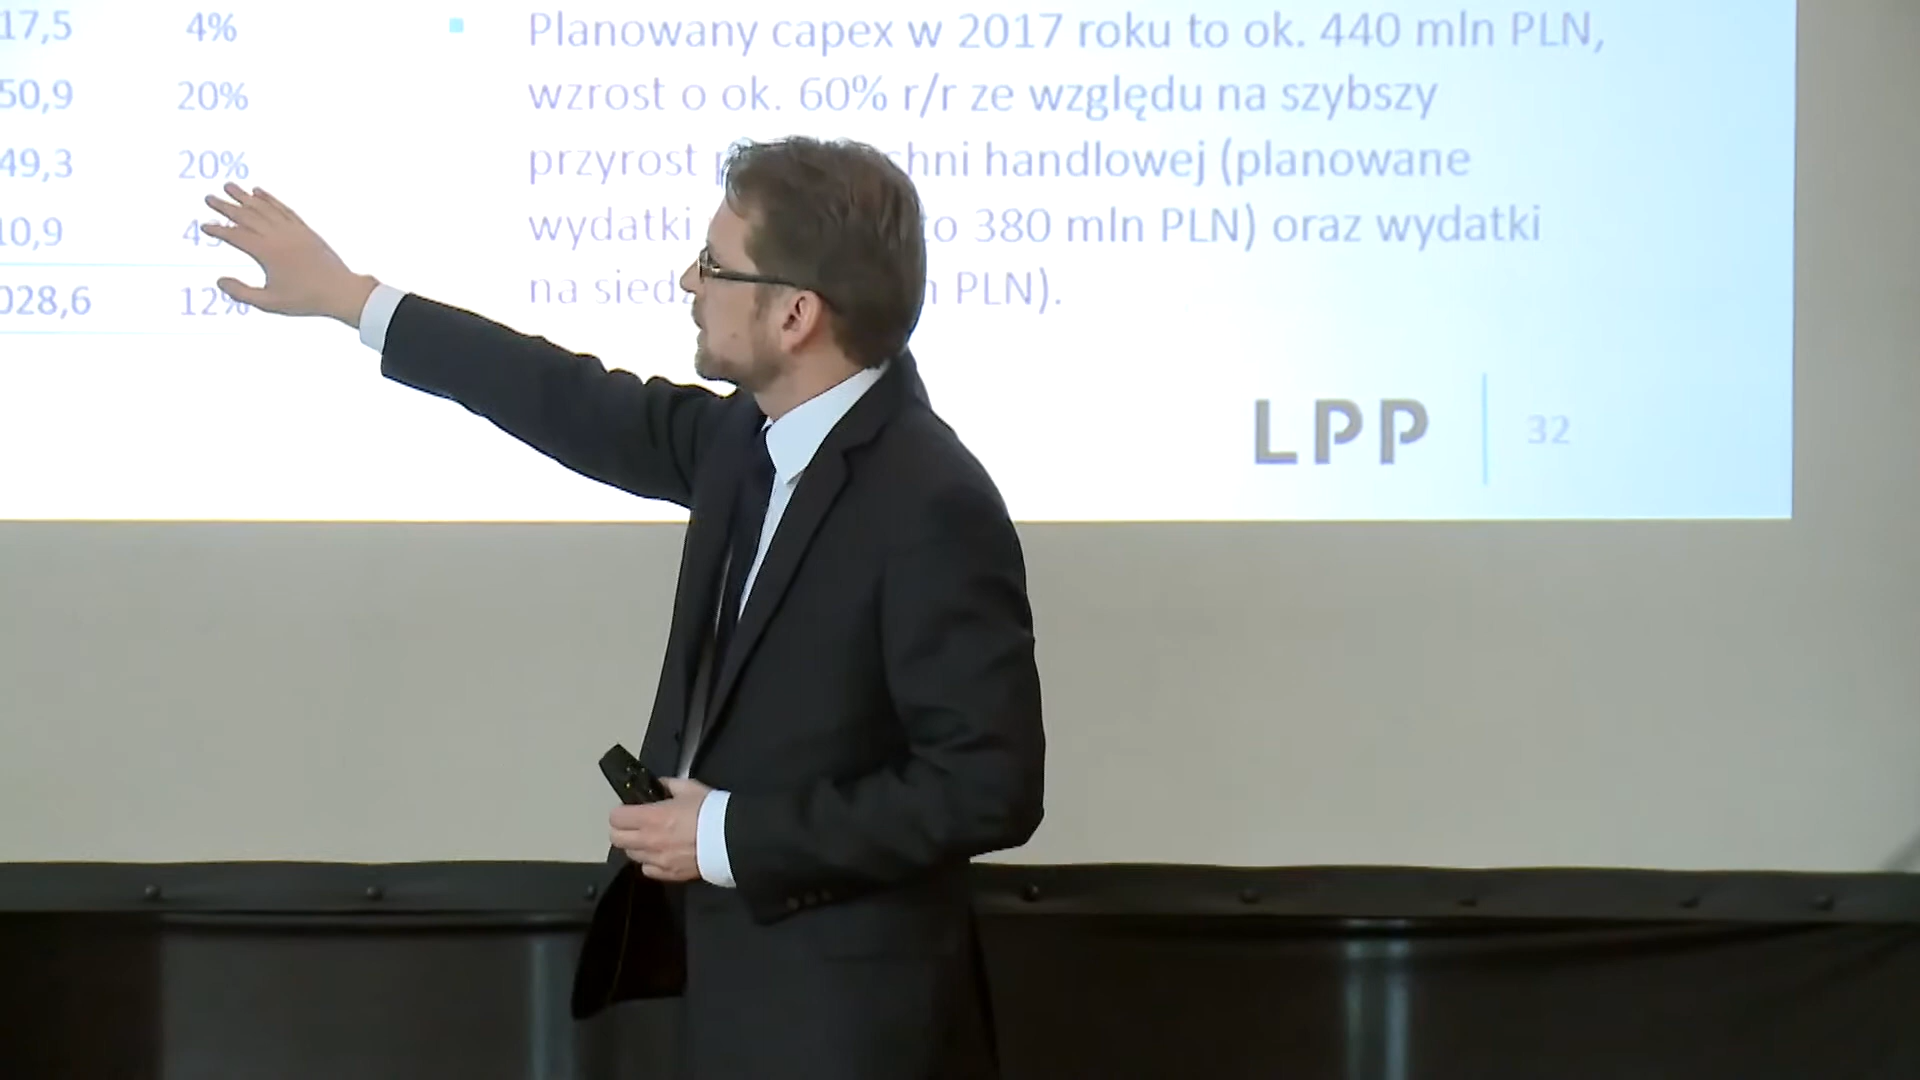 17,5 4%
50,9 20%
49,3 20%
10,9
028,6 12%
Planowany capex w 2017 roku to ok. 440 mln PLN,
wzrost o ok. 60% r/r ze względu na szybszy
przyrost handlowej (planowane
wydatki to 380 mln PLN) oraz wydatki
na PLN).
LPP 32